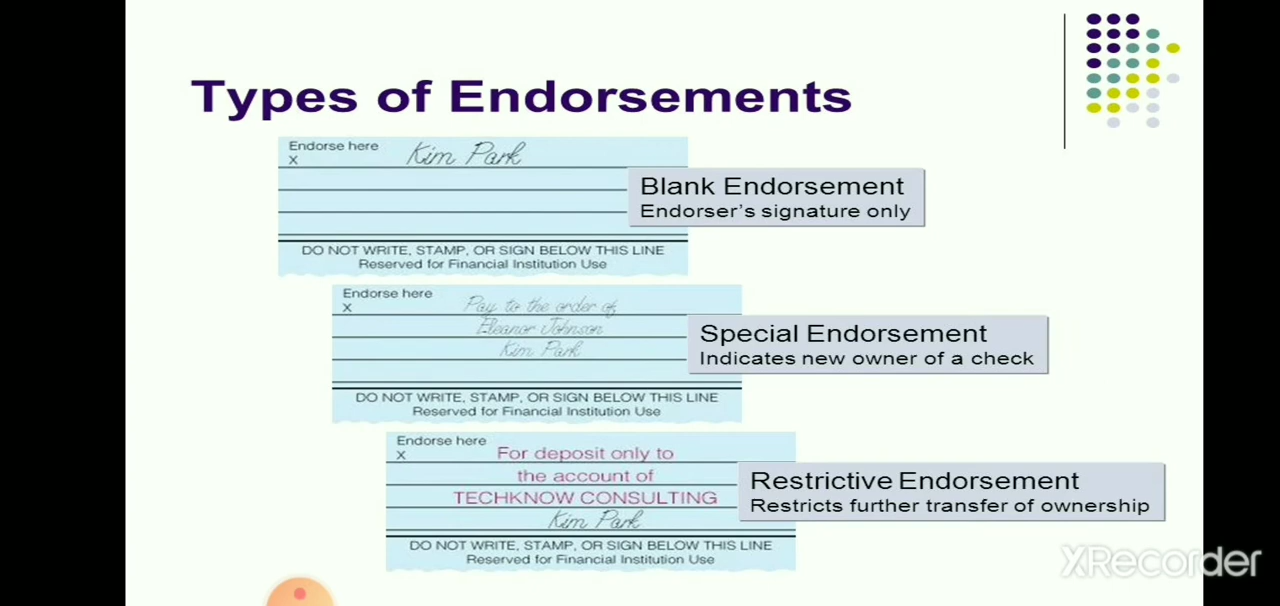 Types of Endorsements
Endorse here
X Kim Park
Blank Endorsement
Endorser's signature only
DO NOT WRITE, STAMP, OR SIGN BELOW THIS LINE
Reserved for Financial Institution Use
Endorse here
X Pay to the order of
Eleanor Johnson
Kim Park
Special Endorsement
Indicates new owner of a check
DO NOT WRITE, STAMP, OR SIGN BELOW THIS LINE
Reserved for Financial Institution Use
Endorse here
X For deposit only to
the account of
TECHKNOW CONSULTING
Kim Park
Restrictive Endorsement
Restricts further transfer of ownership
DO NOT WRITE, STAMP, OR SIGN BELOW THIS LINE
Reserved for Financial Institution Use
XRecorder